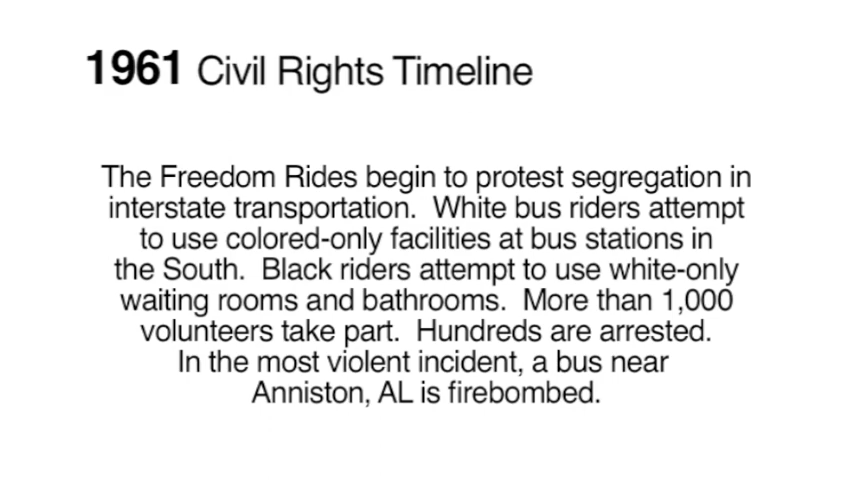 1961 Civil Rights Timeline
The Freedom Rides begin to protest segregation in
interstate transportation.  White bus riders attempt
to use colored-only facilities at bus stations in
the South.  Black riders attempt to use white-only
waiting rooms and bathrooms.  More than 1,000
volunteers take part.  Hundreds are arrested.
In the most violent incident, a bus near
Anniston, AL is firebombed.